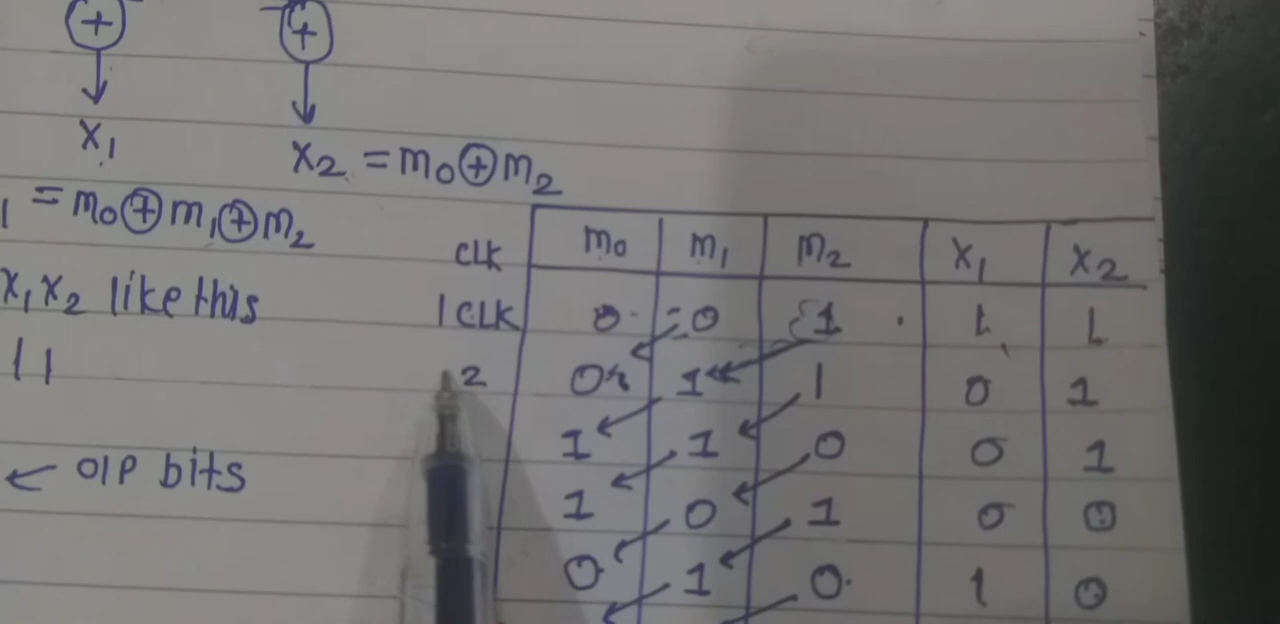 + +
x1
x2 = m0⊕m2
1 = m0⊕m1⊕m2
clk m0 m1 m2 x1 x2
x1x2 like this
1 CLK 0 0 1 1 1
11
2 0 1 1 0 1
1 1 0 0 1
← O/P bits
1 0 1 0 0
0 1 0 1 0